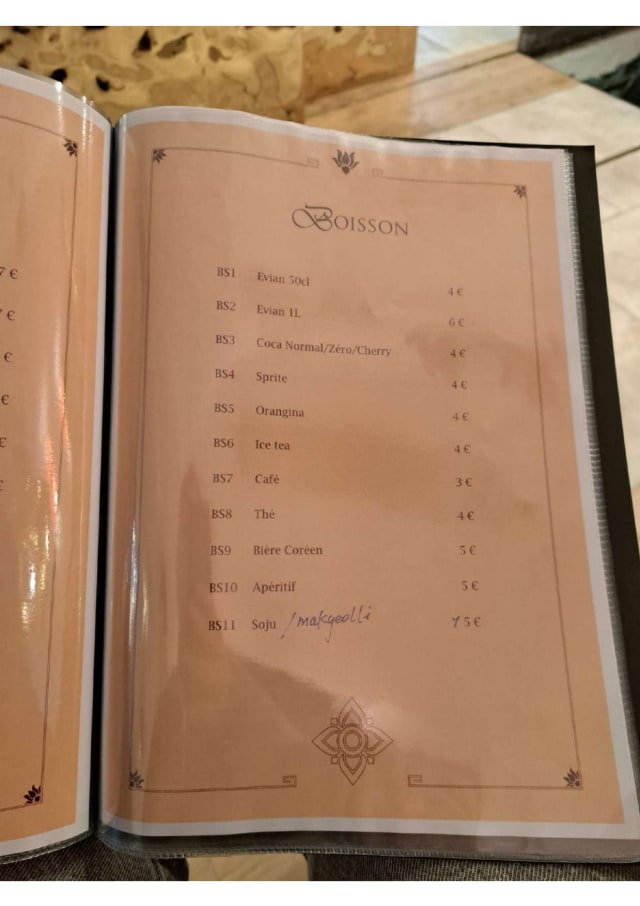 7 €
7 €
€
€
€
€
BOISSON
BS1 Evian 50cl 4 €
BS2 Evian 1L 6 €
BS3 Coca Normal/Zéro/Cherry 4 €
BS4 Sprite 4 €
BS5 Orangina 4 €
BS6 Ice tea 4 €
BS7 Café 3 €
BS8 Thé 4 €
BS9 Bière Coréen 5 €
BS10 Apéritif 5 €
BS11 Soju / makgeolli 15 €